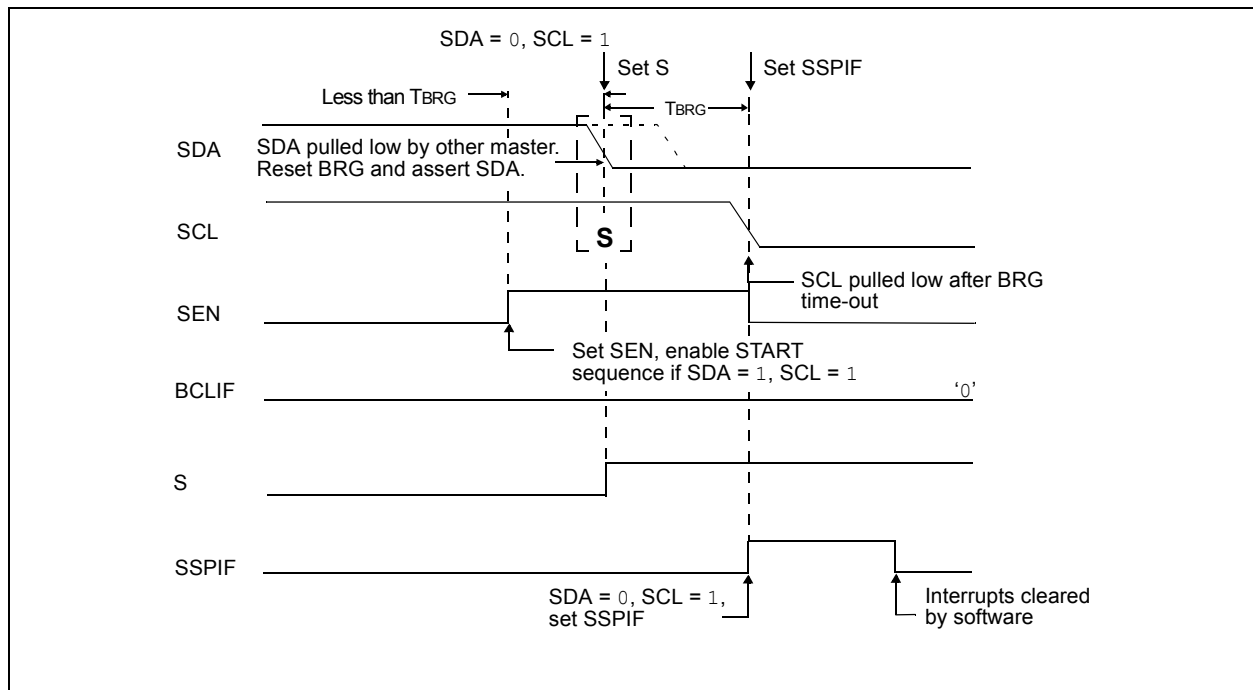 SDA = 0, SCL = 1
Set S
Set SSPIF
Less than TBRG
TBRG
SDA
SDA pulled low by other master.
Reset BRG and assert SDA.
SCL
S
SCL pulled low after BRG
time-out
SEN
Set SEN, enable START
sequence if SDA = 1, SCL = 1
BCLIF
‘0’
S
SSPIF
SDA = 0, SCL = 1,
set SSPIF
Interrupts cleared
by software